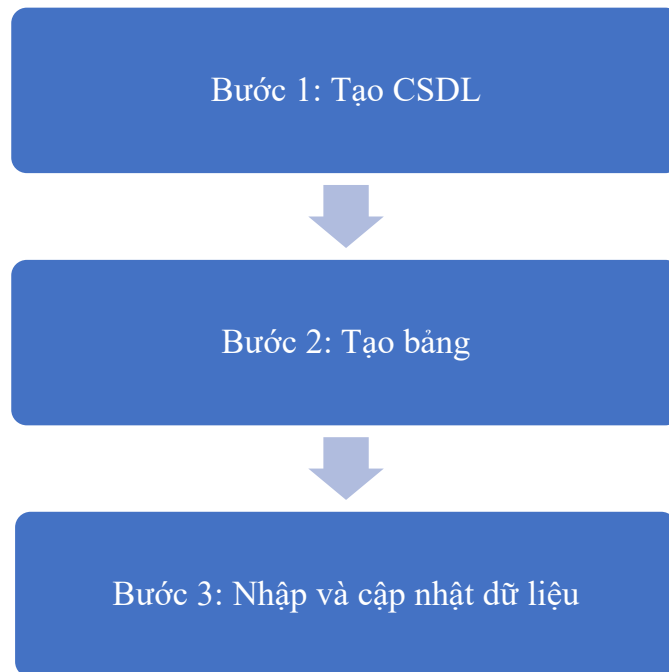 Bước 1: Tạo CSDL
Bước 2: Tạo bảng
Bước 3: Nhập và cập nhật dữ liệu